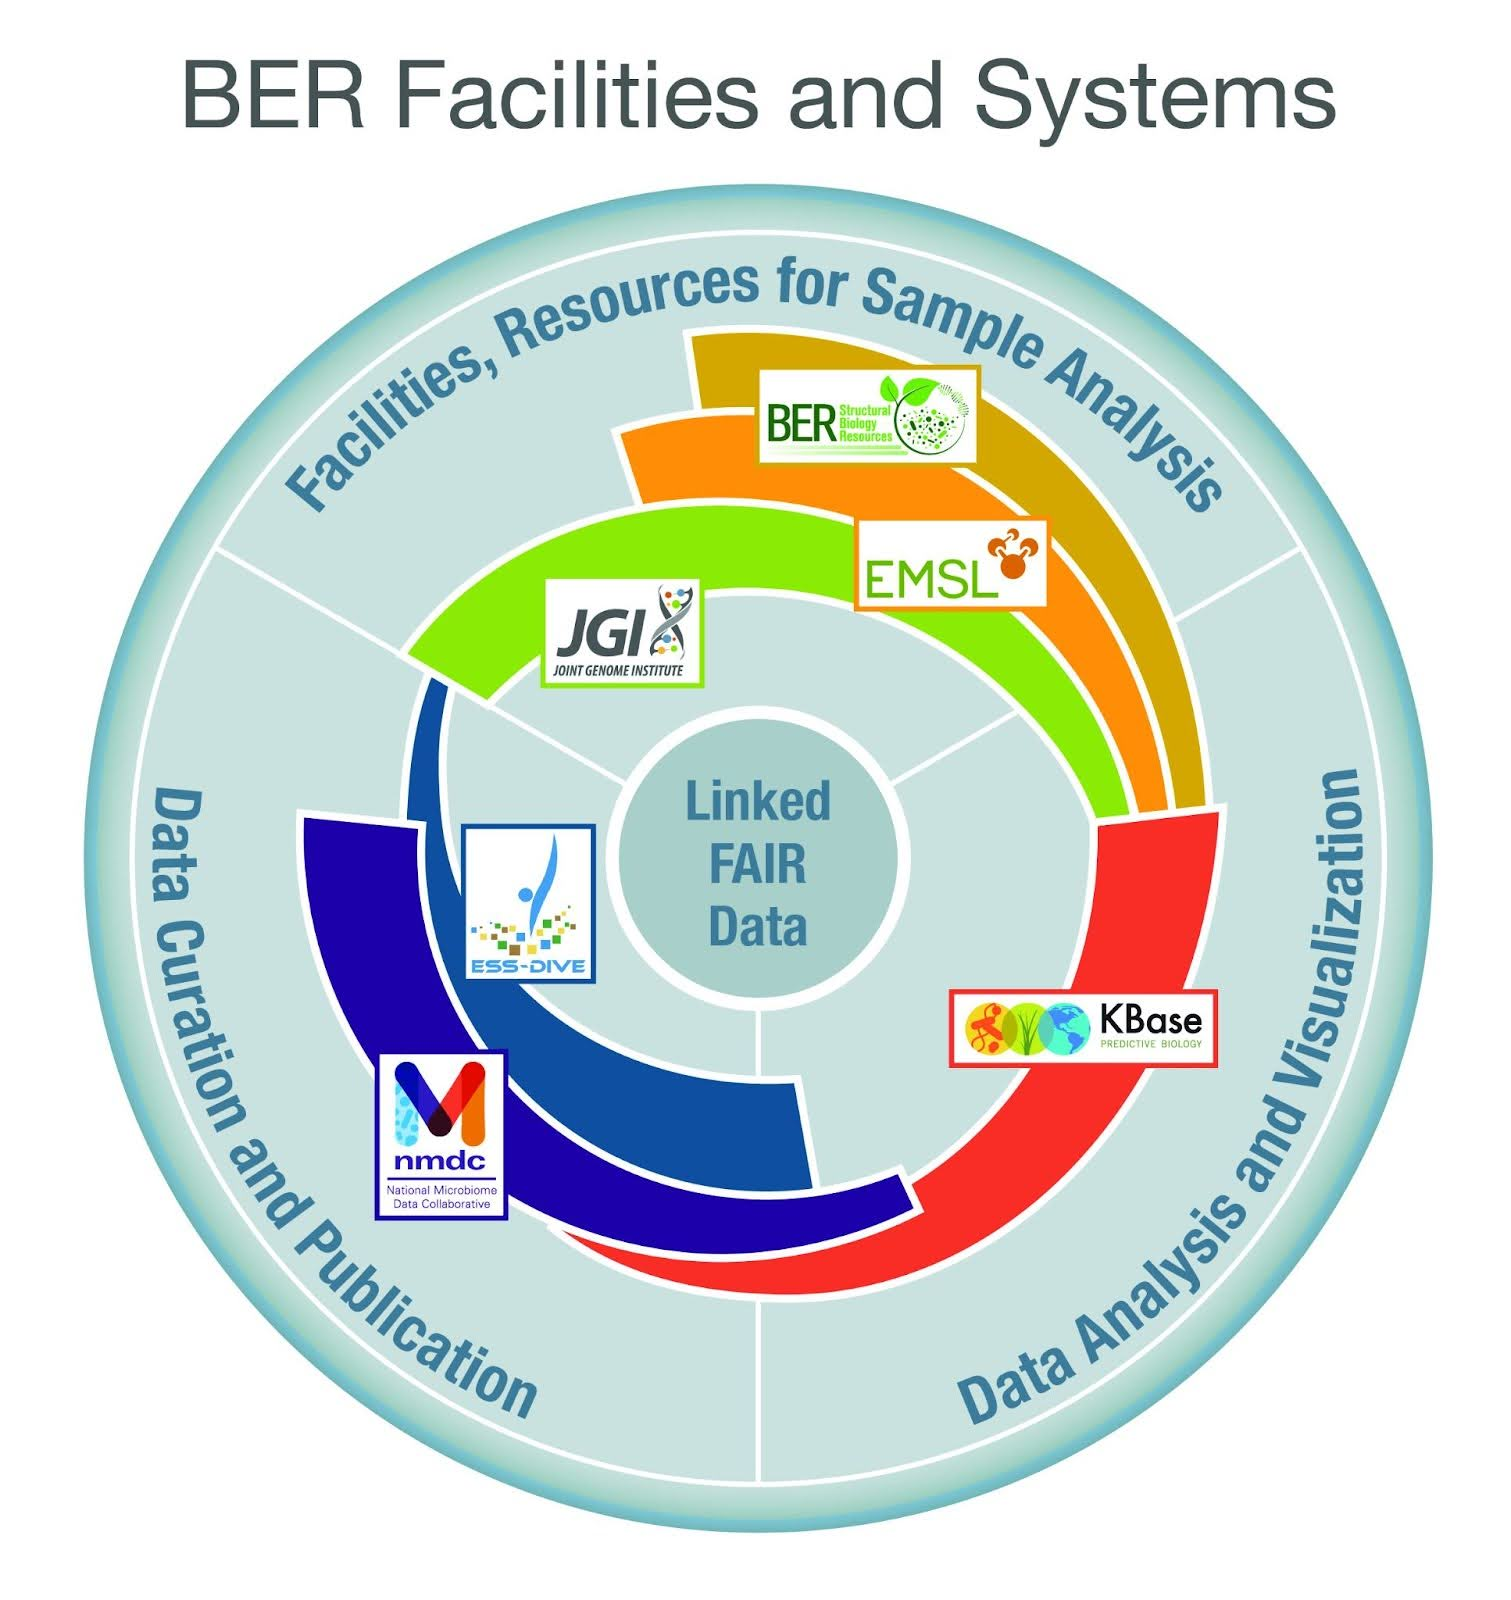 BER Facilities and Systems
Facilities, Resources for Sample Analysis
BER Structural
Biology
Resources
EMSL
JGI
JOINT GENOME INSTITUTE
Linked
FAIR
Data
ESS-DIVE
KBase
PREDICTIVE BIOLOGY
nmdc
National Microbiome
Data Collaborative
Data Curation and Publication
Data Analysis and Visualization